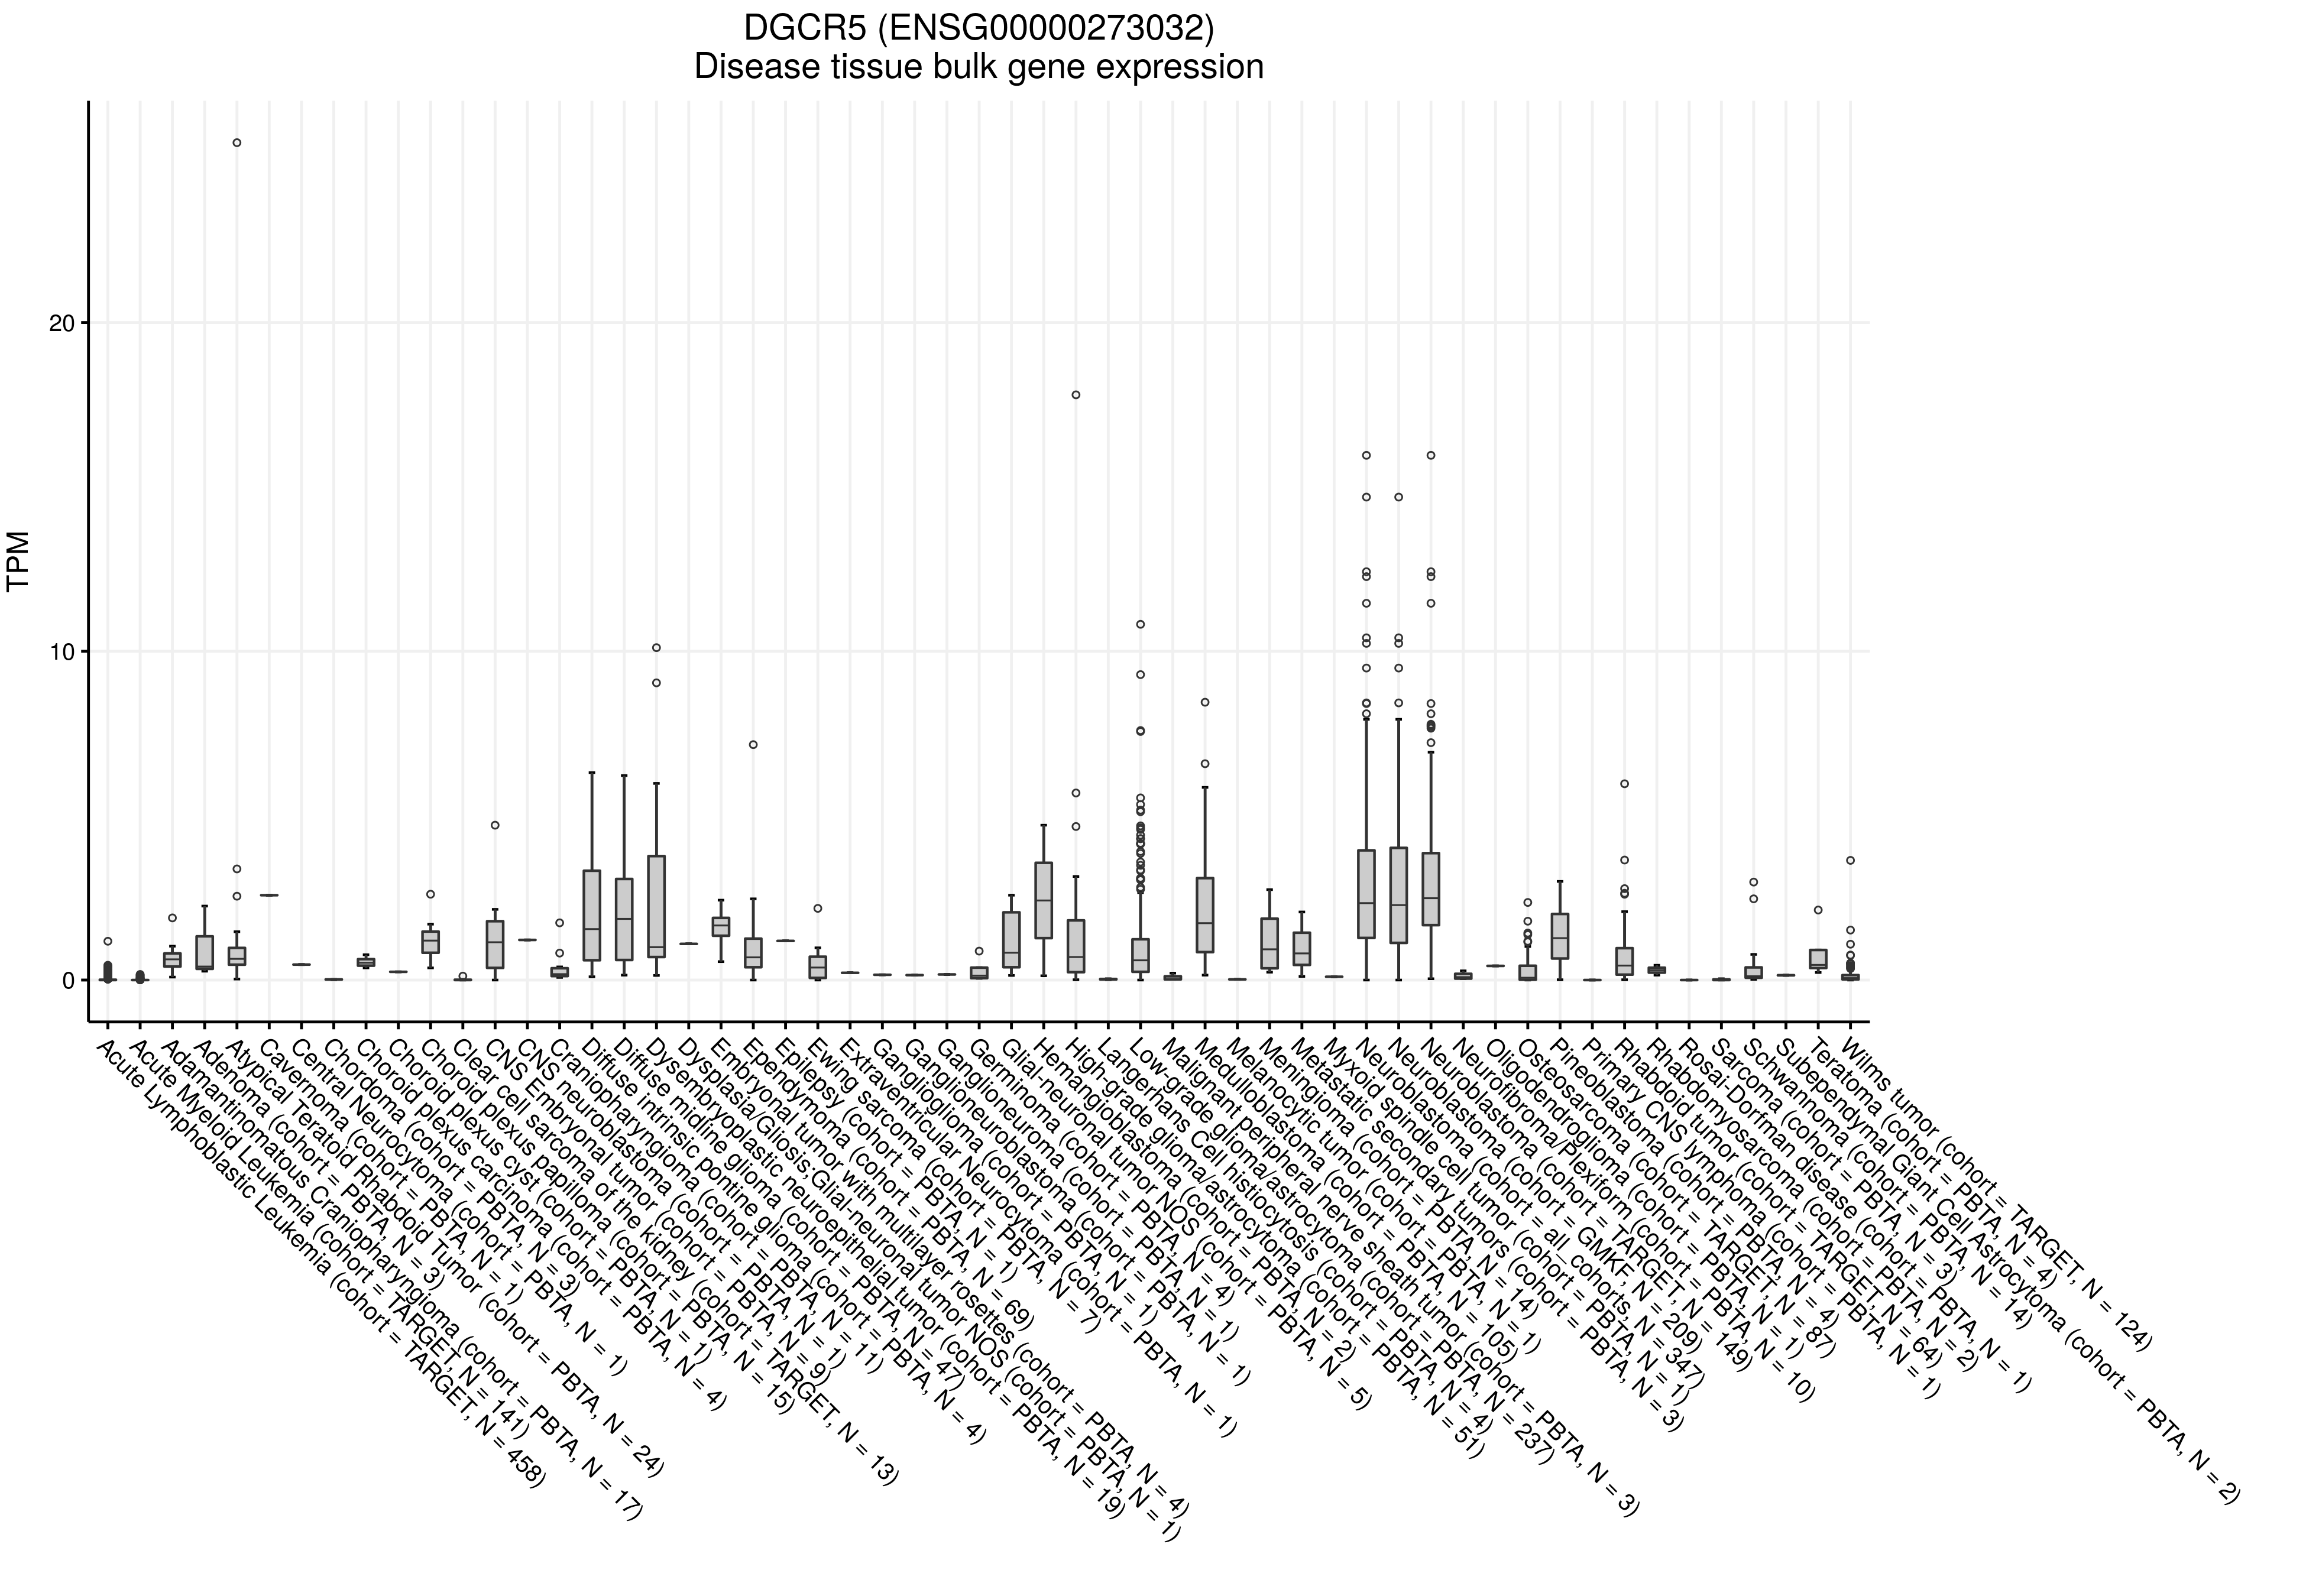 DGCR5 (ENSG00000273032)
Disease tissue bulk gene expression
TPM
20
10
0
Acute Lymphoblastic Leukemia (cohort = TARGET, N = 458)
Acute Myeloid Leukemia (cohort = TARGET, N = 141)
Adamantinomatous Craniopharyngioma (cohort = PBTA, N = 17)
Adenoma (cohort = PBTA, N = 3)
Atypical Teratoid Rhabdoid Tumor (cohort = PBTA, N = 24)
Cavernoma (cohort = PBTA, N = 1)
Central Neurocytoma (cohort = PBTA, N = 1)
Chordoma (cohort = PBTA, N = 3)
Choroid plexus carcinoma (cohort = PBTA, N = 4)
Choroid plexus cyst (cohort = PBTA, N = 1)
Choroid plexus papilloma (cohort = PBTA, N = 15)
Clear cell sarcoma of the kidney (cohort = TARGET, N = 13)
CNS Embryonal tumor (cohort = PBTA, N = 9)
CNS neuroblastoma (cohort = PBTA, N = 1)
Craniopharyngioma (cohort = PBTA, N = 11)
Diffuse intrinsic pontine glioma (cohort = PBTA, N = 4)
Diffuse midline glioma (cohort = PBTA, N = 47)
Dysembryoplastic neuroepithelial tumor (cohort = PBTA, N = 19)
Dysplasia/Gliosis;Glial-neuronal tumor NOS (cohort = PBTA, N = 1)
Embryonal tumor with multilayer rosettes (cohort = PBTA, N = 4)
Ependymoma (cohort = PBTA, N = 69)
Epilepsy (cohort = PBTA, N = 1)
Ewing sarcoma (cohort = PBTA, N = 7)
Extraventricular Neurocytoma (cohort = PBTA, N = 1)
Ganglioglioma (cohort = PBTA, N = 1)
Ganglioneuroblastoma (cohort = PBTA, N = 1)
Ganglioneuroma (cohort = PBTA, N = 1)
Germinoma (cohort = PBTA, N = 4)
Glial-neuronal tumor NOS (cohort = PBTA, N = 5)
Hemangioblastoma (cohort = PBTA, N = 2)
High-grade glioma/astrocytoma (cohort = PBTA, N = 51)
Langerhans Cell histiocytosis (cohort = PBTA, N = 4)
Low-grade glioma/astrocytoma (cohort = PBTA, N = 237)
Malignant peripheral nerve sheath tumor (cohort = PBTA, N = 3)
Medulloblastoma (cohort = PBTA, N = 105)
Melanocytic tumor (cohort = PBTA, N = 1)
Meningioma (cohort = PBTA, N = 14)
Metastatic secondary tumors (cohort = PBTA, N = 3)
Myxoid spindle cell tumor (cohort = PBTA, N = 1)
Neuroblastoma (cohort = all_cohorts, N = 347)
Neuroblastoma (cohort = GMKF, N = 209)
Neuroblastoma (cohort = TARGET, N = 149)
Neurofibroma/Plexiform (cohort = PBTA, N = 10)
Oligodendroglioma (cohort = PBTA, N = 1)
Osteosarcoma (cohort = TARGET, N = 87)
Pineoblastoma (cohort = PBTA, N = 4)
Primary CNS lymphoma (cohort = PBTA, N = 1)
Rhabdoid tumor (cohort = TARGET, N = 64)
Rhabdomyosarcoma (cohort = PBTA, N = 2)
Rosai-Dorfman disease (cohort = PBTA, N = 1)
Sarcoma (cohort = PBTA, N = 3)
Schwannoma (cohort = PBTA, N = 14)
Subependymal Giant Cell Astrocytoma (cohort = PBTA, N = 2)
Teratoma (cohort = PBTA, N = 4)
Wilms tumor (cohort = TARGET, N = 124)